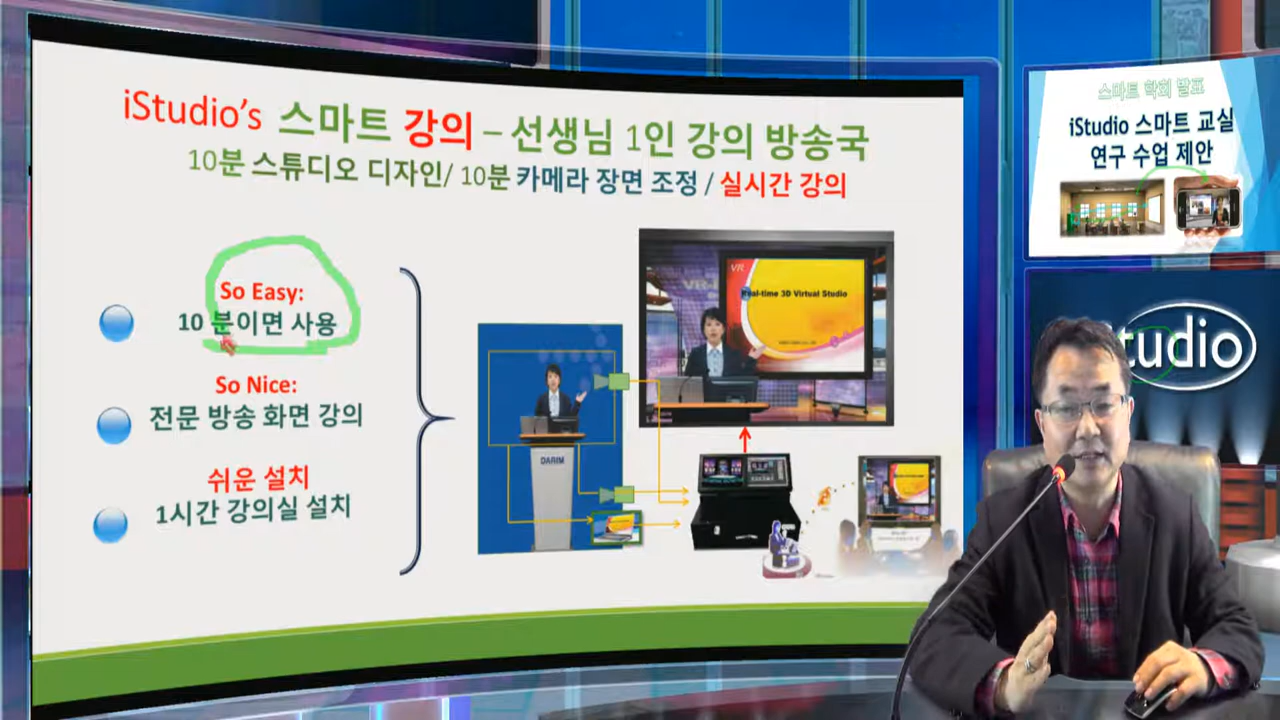 iStudio's 스마트 강의 – 선생님 1인 강의 방송국
10분 스튜디오 디자인/ 10분 카메라 장면 조정 / 실시간 강의
So Easy:
10 분이면 사용
So Nice:
전문 방송 화면 강의
쉬운 설치
1시간 강의실 설치
VR
Real-time 3D Virtual Studio
DARIM
스마트 학회 발표
iStudio 스마트 교실
연구 수업 제안
iStudio